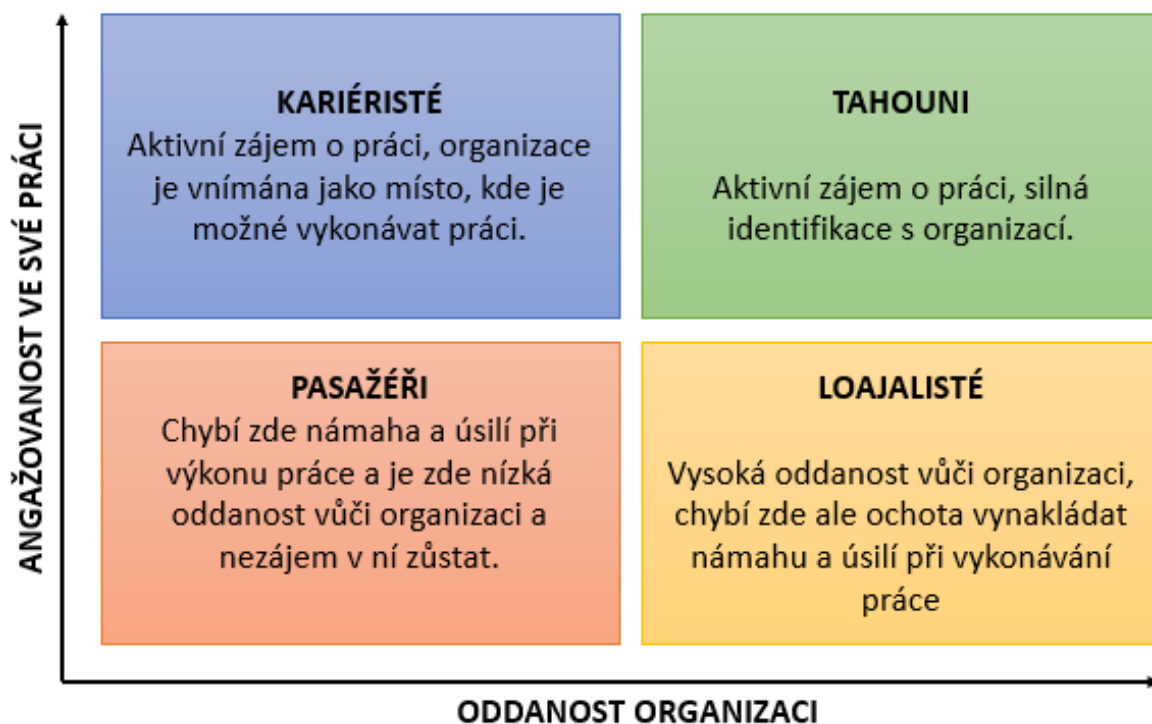 ANGAŽOVANOST VE SVÉ PRÁCI
KARIÉRISTÉ
Aktivní zájem o práci, organizace
je vnímána jako místo, kde je
možné vykonávat práci.
TAHOUNI
Aktivní zájem o práci, silná
identifikace s organizací.
PASAŽÉŘI
Chybí zde námaha a úsilí při
výkonu práce a je zde nízká
oddanost vůči organizaci a
nezájem v ní zůstat.
LOAJALISTÉ
Vysoká oddanost vůči organizaci,
chybí zde ale ochota vynakládat
námahu a úsilí při vykonávání
práce
ODDANOST ORGANIZACI